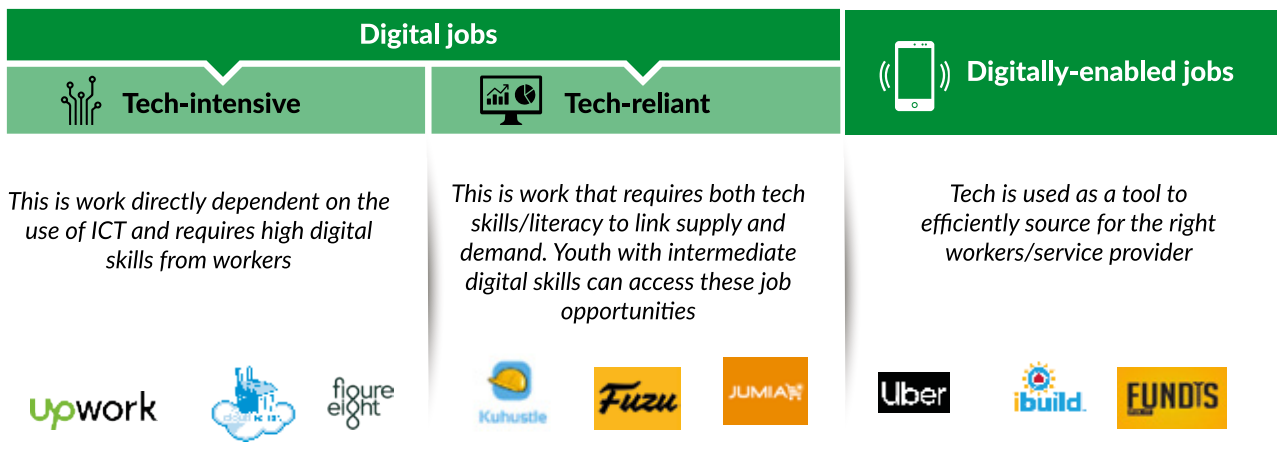 Digital jobs
Digitally-enabled jobs
Tech-intensive
Tech-reliant
This is work directly dependent on the
use of ICT and requires high digital
skills from workers
This is work that requires both tech
skills/literacy to link supply and
demand. Youth with intermediate
digital skills can access these job
opportunities
Tech is used as a tool to
efficiently source for the right
workers/service provider
upwork
figure
eight
Kuhustle
Fuzu
JUMIA
Uber
ibuild
FUNDIS